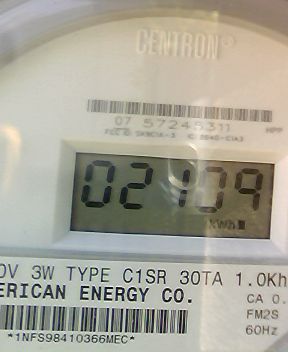 CENTRON®
07 57245311
HPP
02109
kWh
0V 3W TYPE C1SR 30TA 1.0Kh
ERICAN ENERGY CO.
CA 0.
FM2S
60Hz
*1NFS98410366MEC*